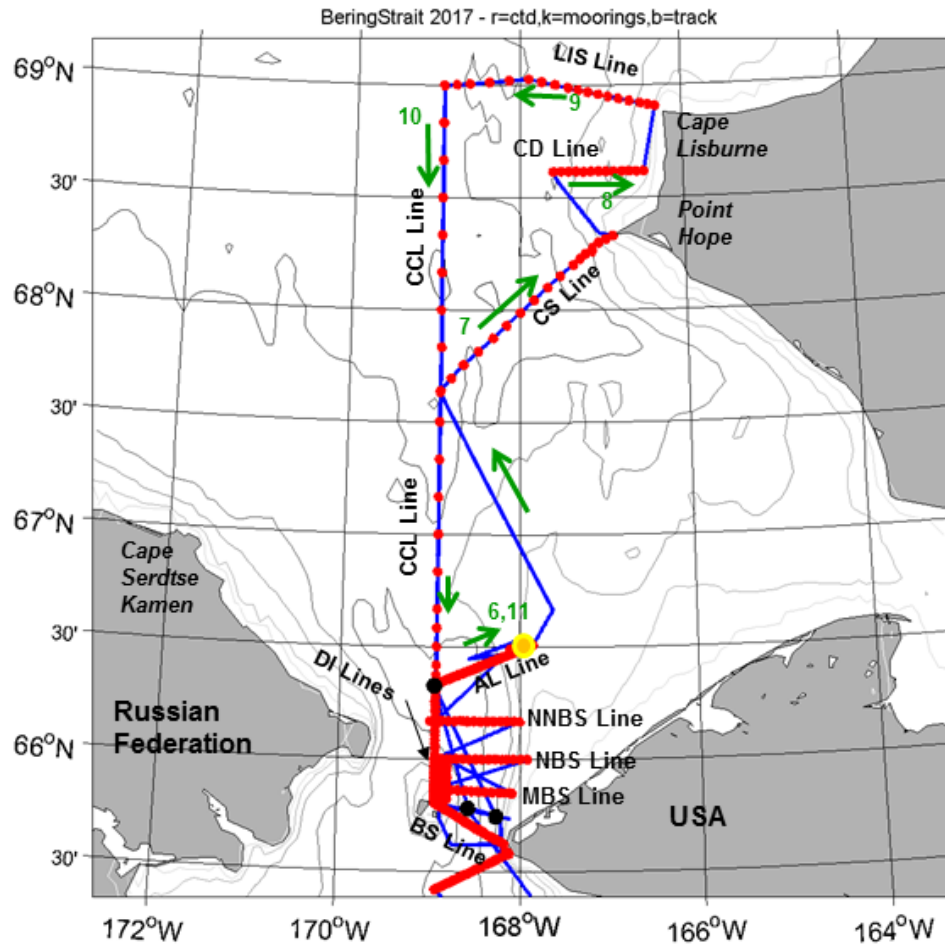 BeringStrait 2017 - r=ctd,k=moorings,b=track
69°N
30'
68°N
30'
67°N
30'
66°N
30'
172°W
170°W
168°W
166°W
164°W
LIS Line
9
10
Cape
Lisburne
CD Line
8
Point
Hope
CCL Line
CS Line
7
CCL Line
Cape
Serdtse
Kamen
6,11
DI Lines
AL Line
Russian
Federation
NNBS Line
NBS Line
MBS Line
BS Line
USA